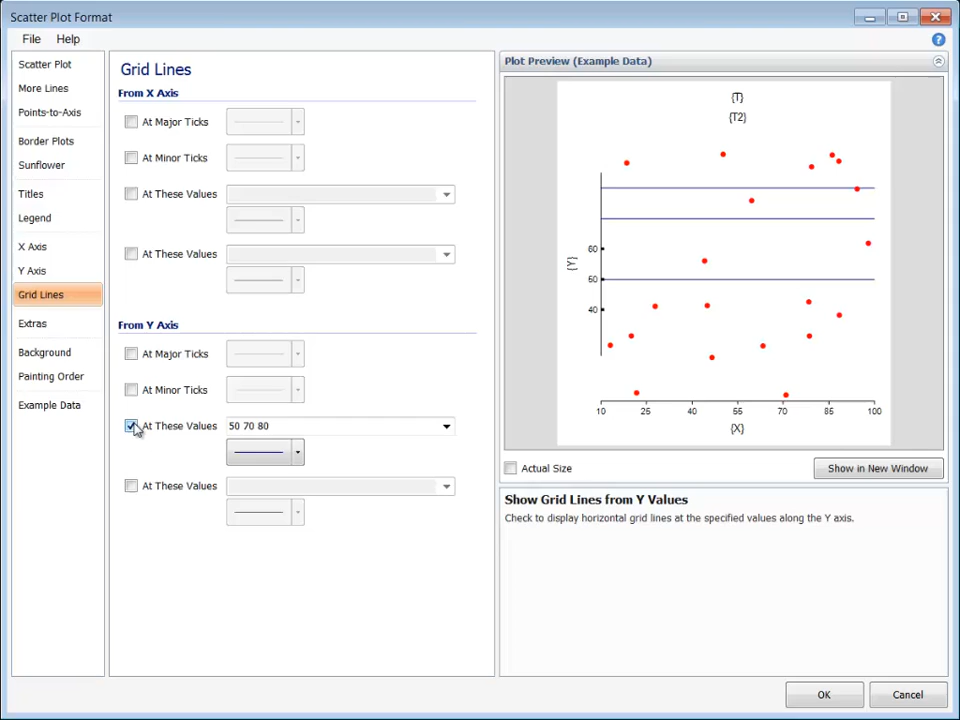 Scatter Plot Format
File Help
Scatter Plot
More Lines
Points-to-Axis
Border Plots
Sunflower
Titles
Legend
X Axis
Y Axis
Grid Lines
Extras
Background
Painting Order
Example Data
Grid Lines
From X Axis
At Major Ticks
At Minor Ticks
At These Values
At These Values
From Y Axis
At Major Ticks
At Minor Ticks
At These Values 50 70 80
At These Values
Plot Preview (Example Data)
{T}
{T2}
{Y}
60
50
40
10 25 40 55 70 85 100
{X}
Actual Size
Show in New Window
Show Grid Lines from Y Values
Check to display horizontal grid lines at the specified values along the Y axis.
OK Cancel